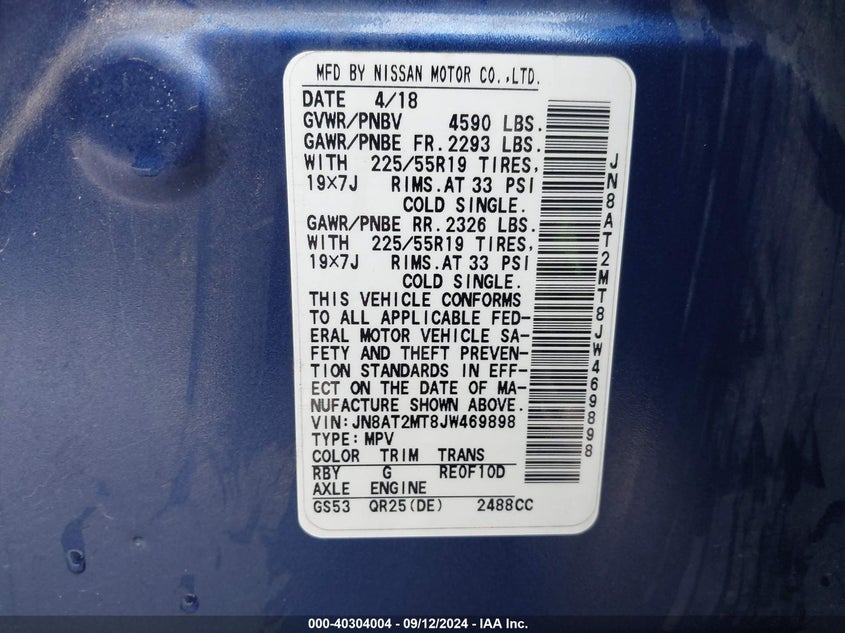 MFD BY NISSAN MOTOR CO.,LTD.
DATE 4/18
GVWR/PNBV 4590 LBS.
GAWR/PNBE FR.2293 LBS.
WITH 225/55R19 TIRES,
19×7J RIMS.AT 33 PSI
COLD SINGLE.
GAWR/PNBE RR.2326 LBS.
WITH 225/55R19 TIRES,
19×7J RIMS.AT 33 PSI
COLD SINGLE.
THIS VEHICLE CONFORMS
TO ALL APPLICABLE FED-
ERAL MOTOR VEHICLE SA-
FETY AND THEFT PREVEN-
TION STANDARDS IN EFF-
ECT ON THE DATE OF MA-
NUFACTURE SHOWN ABOVE.
VIN:JN8AT2MT8JW469898
TYPE:MPV
COLOR TRIM TRANS
RBY G RE0F10D
AXLE ENGINE
GS53 QR25(DE) 2488CC
JN8AT2MT8JW469898
000-40304004 - 09/12/2024 - IAA Inc.